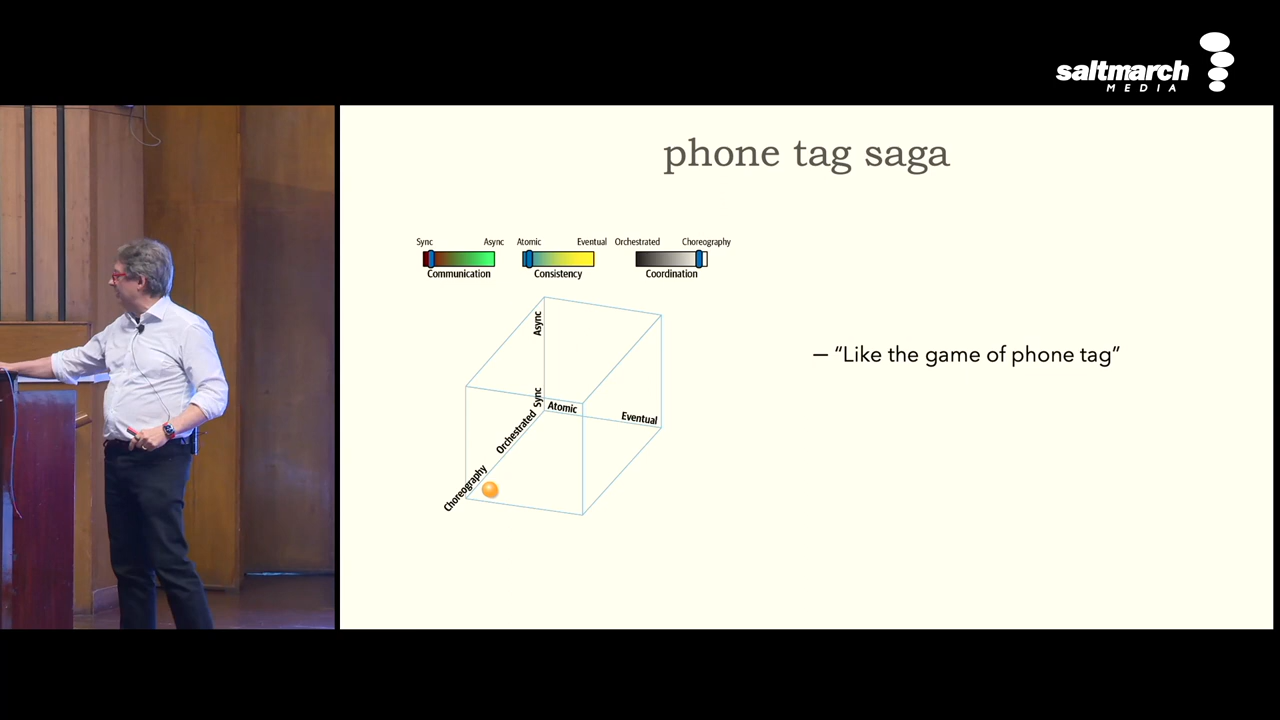 saltmarch
MEDIA
phone tag saga
Sync Async Atomic Eventual Orchestrated Choreography
Communication Consistency Coordination
Async
Sync
Atomic
Eventual
Orchestrated
Choreography
– “Like the game of phone tag”